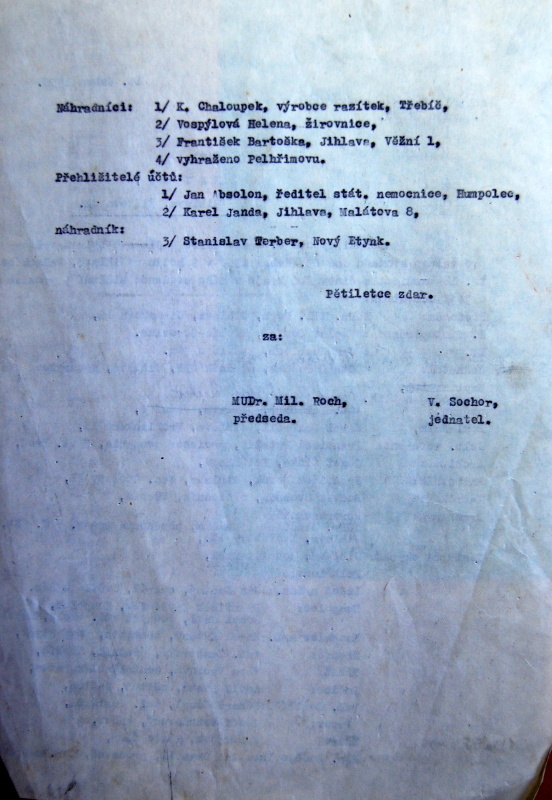 Náhradníci: 1/ K. Chaloupek, výrobce razítek, Třebíč,
2/ Vospýlová Helena, Žirovnice,
3/ František Bartoška, Jihlava, Věžní 1,
4/ vyhraženo Pelhřimovu.
Přehližitelé účtů:
1/ Jan Absolon, ředitel stát. nemocnice, Humpolec,
2/ Karel Janda, Jihlava, Malátova 8,
náhradník:
3/ Stanislav Terber, Nový Etynk.
Pětiletce zdar.
za:
MUDr. Mil. Roch, V. Sochor,
předseda. jednatel.